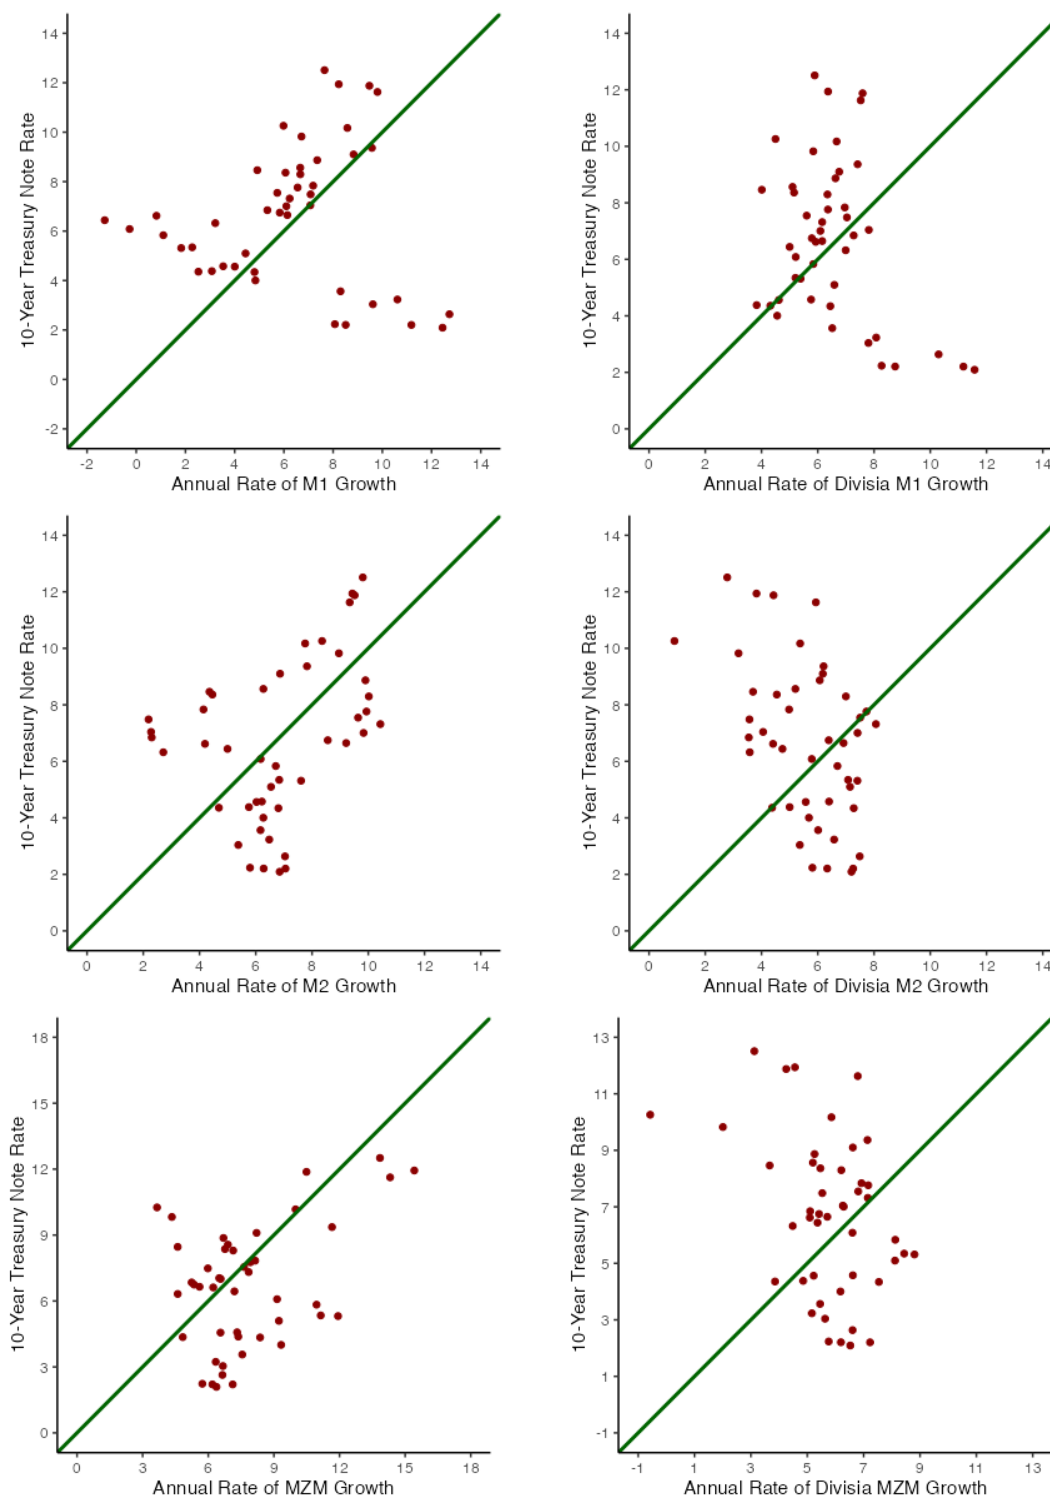 14
12
10
8
6
4
2
0
-2
10-Year Treasury Note Rate
-2 0 2 4 6 8 10 12 14
Annual Rate of M1 Growth
14
12
10
8
6
4
2
0
10-Year Treasury Note Rate
0 2 4 6 8 10 12 14
Annual Rate of Divisia M1 Growth
14
12
10
8
6
4
2
0
10-Year Treasury Note Rate
0 2 4 6 8 10 12 14
Annual Rate of M2 Growth
14
12
10
8
6
4
2
0
10-Year Treasury Note Rate
0 2 4 6 8 10 12 14
Annual Rate of Divisia M2 Growth
18
15
12
9
6
3
0
10-Year Treasury Note Rate
0 3 6 9 12 15 18
Annual Rate of MZM Growth
13
11
9
7
5
3
1
-1
10-Year Treasury Note Rate
-1 1 3 5 7 9 11 13
Annual Rate of Divisia MZM Growth